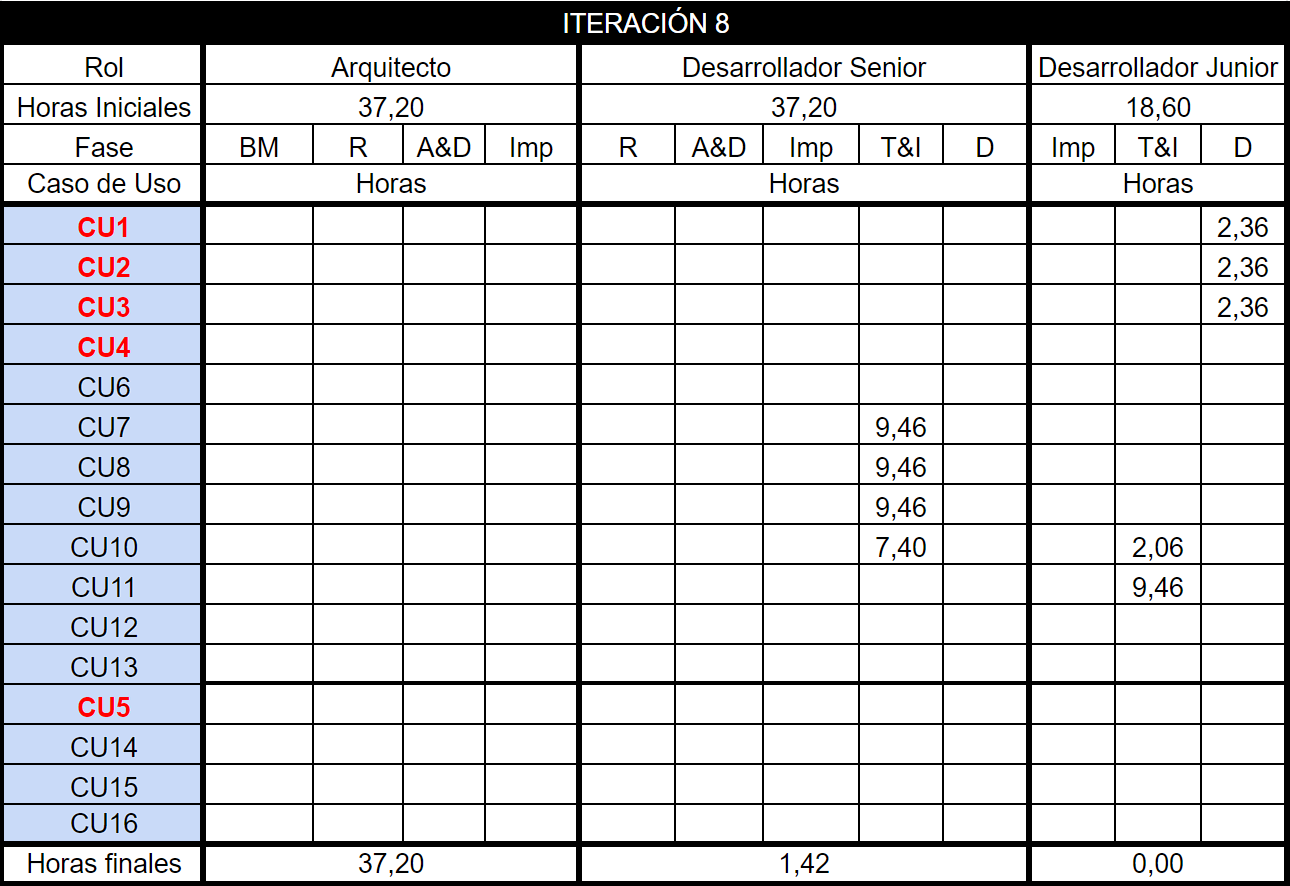 ITERACIÓN 8
Rol Arquitecto Desarrollador Senior Desarrollador Junior
Horas Iniciales 37,20 37,20 18,60
Fase BM R A&D Imp R A&D Imp T&I D Imp T&I D
Caso de Uso Horas Horas Horas
CU1 2,36
CU2 2,36
CU3 2,36
CU4
CU6
CU7 9,46
CU8 9,46
CU9 9,46
CU10 7,40 2,06
CU11 9,46
CU12
CU13
CU5
CU14
CU15
CU16
Horas finales 37,20 1,42 0,00